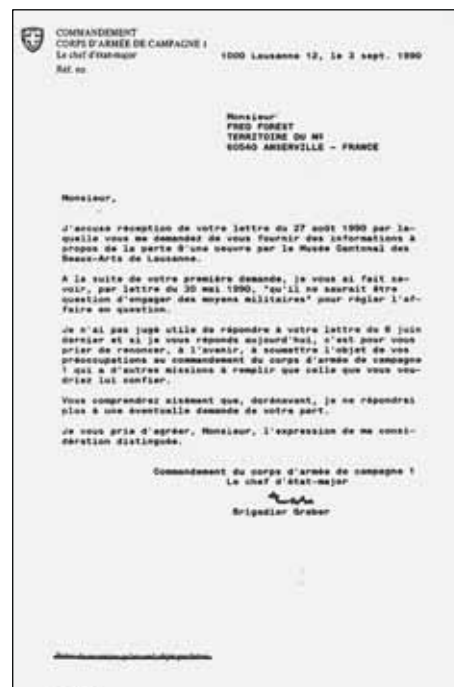 COMMANDEMENT
CORPS D'ARMÉE DE CAMPAGNE 1
Le chef d'état-major
Réf. no
1000 Lausanne 12, le 3 sept. 1990
Monsieur
FRED FOREST
TERRITOIRE DU M²
60540 ANSERVILLE - FRANCE
Monsieur,
J'accuse réception de votre lettre du 27 août 1990 par la-
quelle vous me demandez de vous fournir des informations à
propos de la perte d'une oeuvre par le Musée Cantonal des
Beaux-Arts de Lausanne.
A la suite de votre première demande, je vous ai fait sa-
voir, par lettre du 30 mai 1990, "qu'il ne saurait être
question d'engager des moyens militaires" pour régler l'af-
faire en question.
Je n'ai pas jugé utile de répondre à votre lettre du 6 juin
dernier et si je vous réponds aujourd'hui, c'est pour vous
prier de renoncer, à l'avenir, à soumettre l'objet de vos
préoccupations au commandement du corps d'armée de campagne
1 qui a d'autres missions à remplir que celle que vous vou-
driez lui confier.
Vous comprendrez aisément que, dorénavant, je ne répondrai
plus à une éventuelle demande de votre part.
Je vous prie d'agréer, Monsieur, l'expression de ma consi-
dération distinguée.
Commandement du corps d'armée de campagne 1
Le chef d'état-major
Brigadier Graber